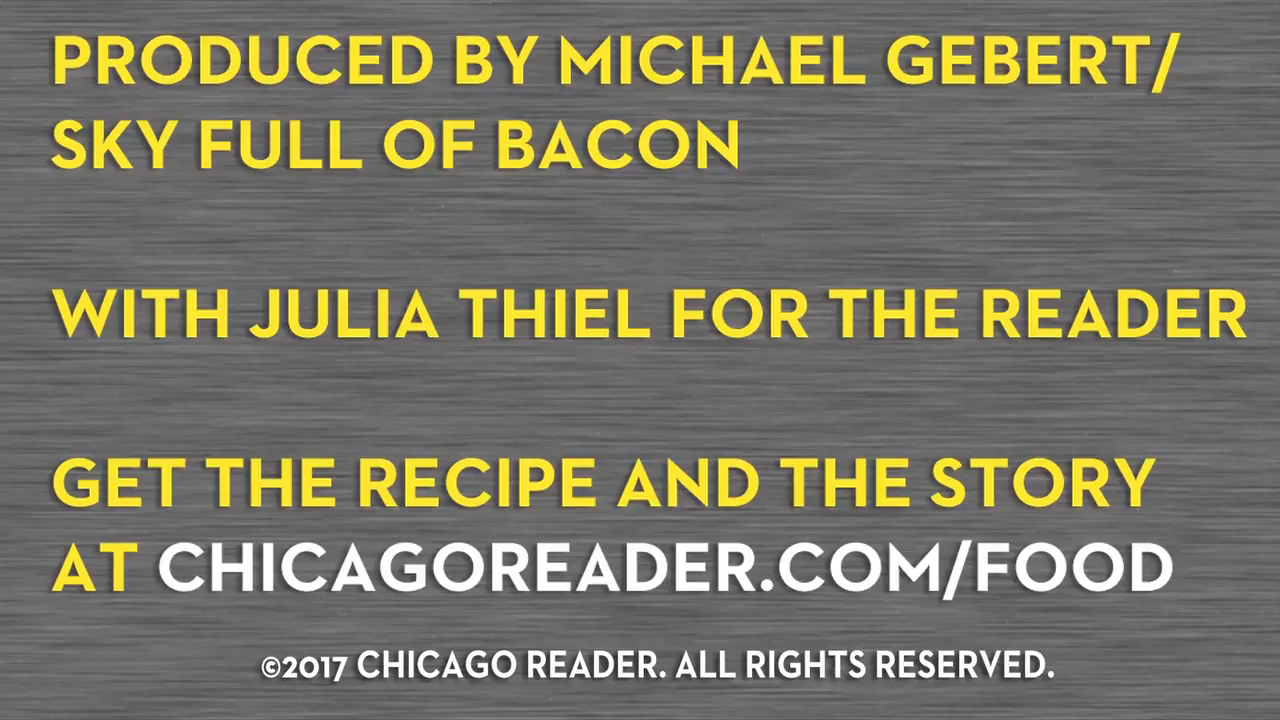 PRODUCED BY MICHAEL GEBERT/
SKY FULL OF BACON
WITH JULIA THIEL FOR THE READER
GET THE RECIPE AND THE STORY
AT CHICAGOREADER.COM/FOOD
©2017 CHICAGO READER. ALL RIGHTS RESERVED.